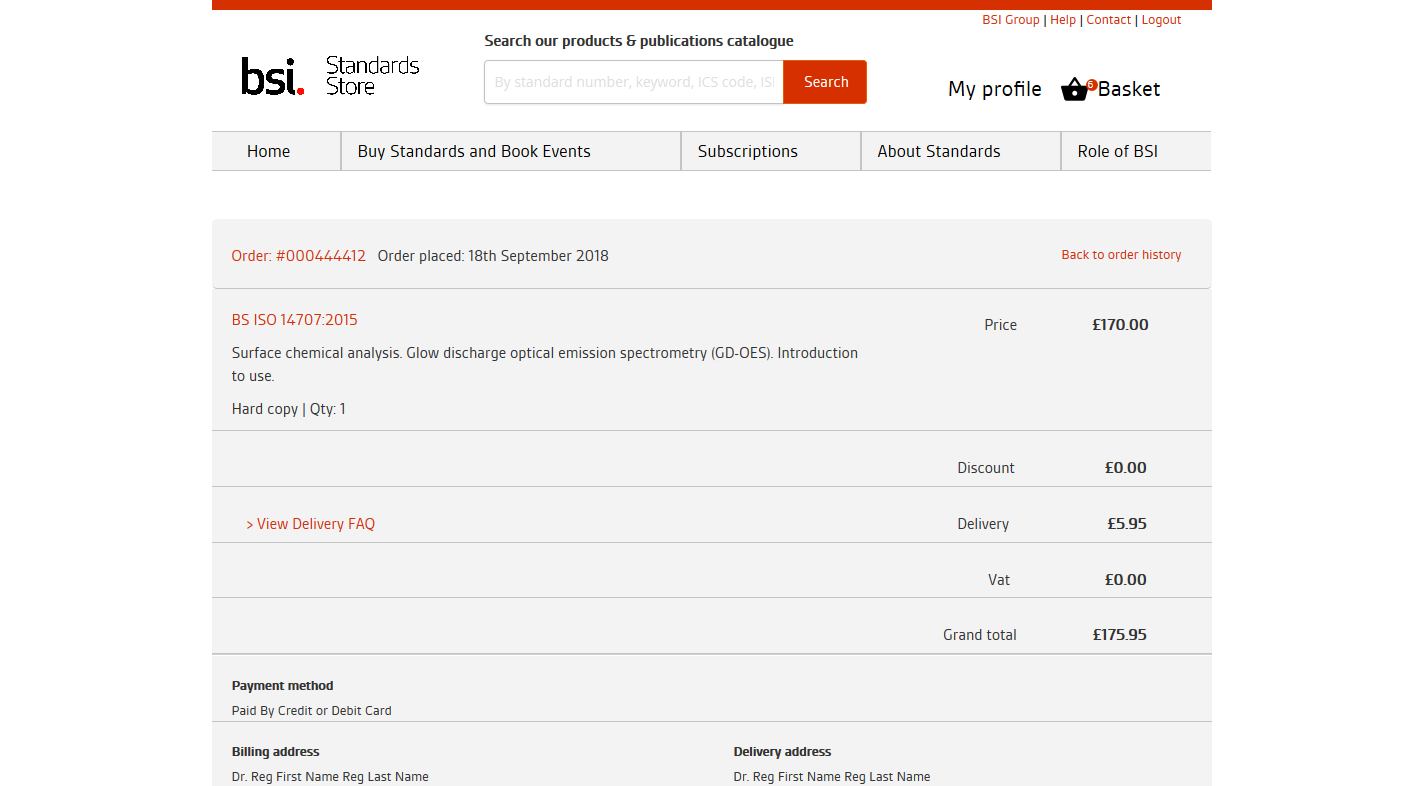 BSI Group | Help | Contact | Logout
Search our products & publications catalogue
bsi. Standards Store
By standard number, keyword, ICS code, ISI
Search
My profile
6
Basket
Home
Buy Standards and Book Events
Subscriptions
About Standards
Role of BSI
Order: #000444412 Order placed: 18th September 2018
Back to order history
BS ISO 14707:2015
Price £170.00
Surface chemical analysis. Glow discharge optical emission spectrometry (GD-OES). Introduction
to use.
Hard copy | Qty: 1
Discount £0.00
> View Delivery FAQ
Delivery £5.95
Vat £0.00
Grand total £175.95
Payment method
Paid By Credit or Debit Card
Billing address
Dr. Reg First Name Reg Last Name
Delivery address
Dr. Reg First Name Reg Last Name